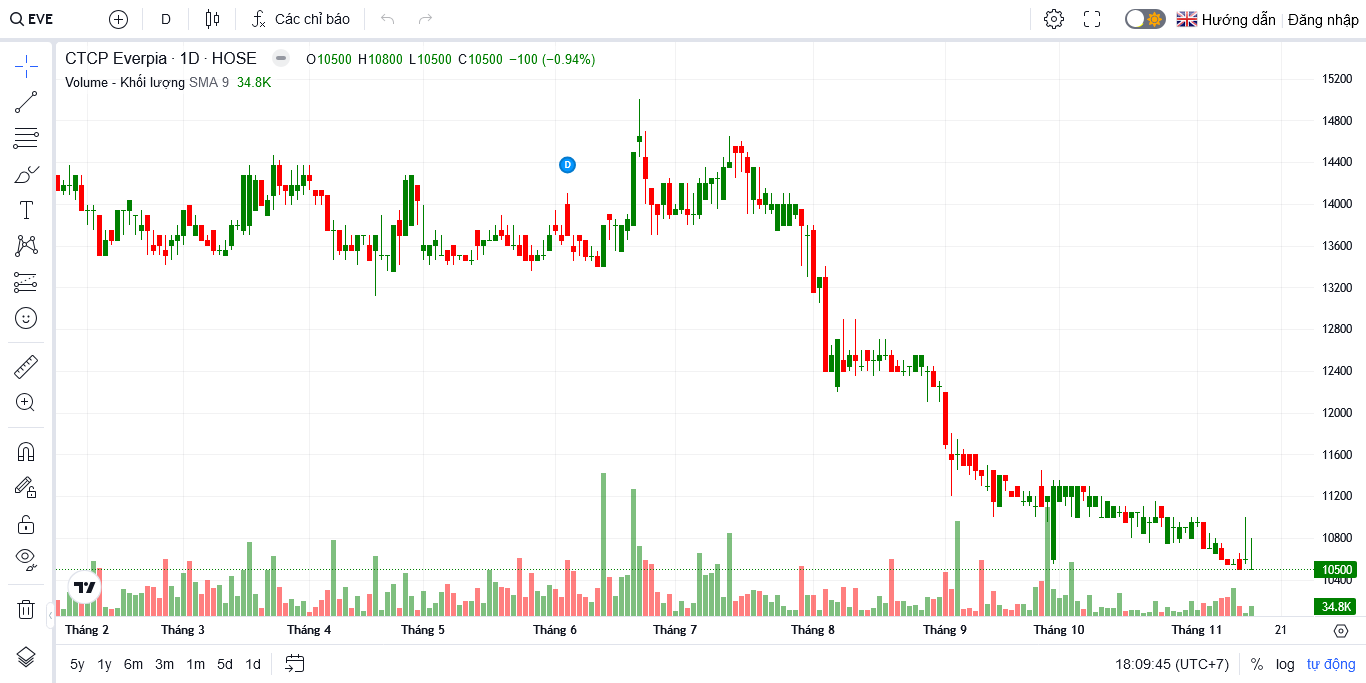 EVE D Các chỉ báo Hướng dẫn Đăng nhập
CTCP Everpia · 1D · HOSE O10500 H10800 L10500 C10500 −100 (−0.94%)
Volume - Khối lượng SMA 9 34.8K
15200
14800
D
14400
14000
13600
13200
12800
12400
12000
11600
11200
10800
10500
10400
34.8K
Tháng 2 Tháng 3 Tháng 4 Tháng 5 Tháng 6 Tháng 7 Tháng 8 Tháng 9 Tháng 10 Tháng 11 21
5y 1y 6m 3m 1m 5d 1d 18:09:45 (UTC+7) % log tự động